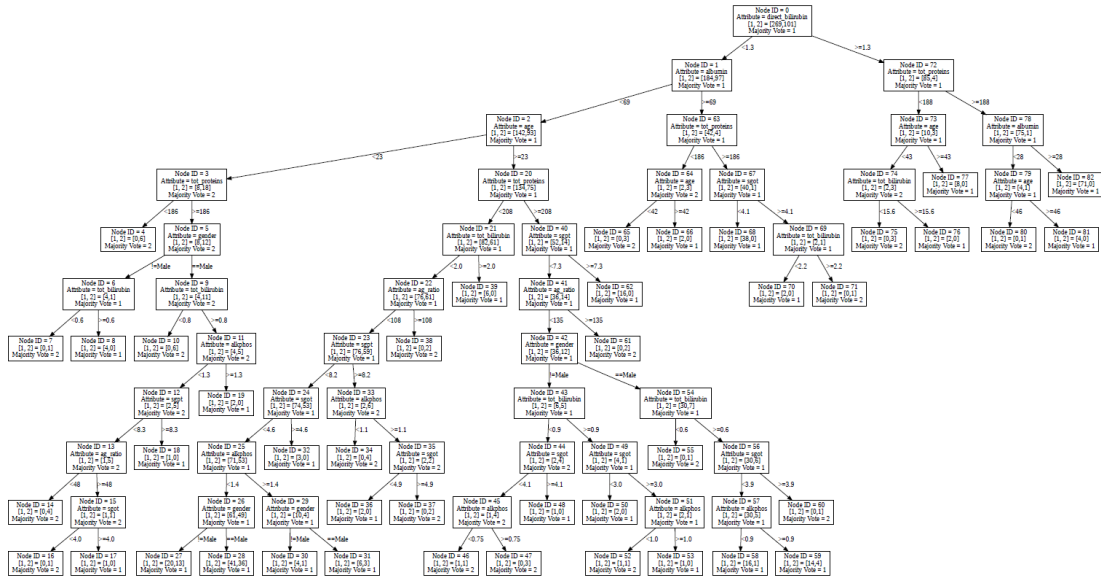 Node ID = 0
Attribute = direct_bilirubin
[1, 2] = [269,101]
Majority Vote = 1
<1.3
>=1.3
Node ID = 1
Attribute = albumin
[1, 2] = [184,97]
Majority Vote = 1
Node ID = 72
Attribute = tot_proteins
[1, 2] = [85,4]
Majority Vote = 1
<69
>=69
<188
>=188
Node ID = 2
Attribute = age
[1, 2] = [142,93]
Majority Vote = 1
Node ID = 63
Attribute = tot_proteins
[1, 2] = [42,4]
Majority Vote = 1
Node ID = 73
Attribute = age
[1, 2] = [10,3]
Majority Vote = 1
Node ID = 78
Attribute = albumin
[1, 2] = [75,1]
Majority Vote = 1
<23
>=23
<186
>=186
<43
>=43
<28
>=28
Node ID = 3
Attribute = tot_proteins
[1, 2] = [8,18]
Majority Vote = 2
Node ID = 20
Attribute = tot_proteins
[1, 2] = [134,75]
Majority Vote = 1
Node ID = 64
Attribute = age
[1, 2] = [2,3]
Majority Vote = 2
Node ID = 67
Attribute = sgot
[1, 2] = [40,1]
Majority Vote = 1
Node ID = 74
Attribute = tot_bilirubin
[1, 2] = [2,3]
Majority Vote = 2
Node ID = 77
[1, 2] = [8,0]
Majority Vote = 1
Node ID = 79
Attribute = age
[1, 2] = [4,1]
Majority Vote = 1
Node ID = 82
[1, 2] = [71,0]
Majority Vote = 1
<186
>=186
<208
>=208
<42
>=42
<4.1
>=4.1
<15.6
>=15.6
<46
>=46
Node ID = 4
[1, 2] = [0,6]
Majority Vote = 2
Node ID = 5
Attribute = gender
[1, 2] = [8,12]
Majority Vote = 2
Node ID = 21
Attribute = tot_bilirubin
[1, 2] = [82,61]
Majority Vote = 1
Node ID = 40
Attribute = sgpt
[1, 2] = [52,14]
Majority Vote = 1
Node ID = 65
[1, 2] = [0,3]
Majority Vote = 2
Node ID = 66
[1, 2] = [2,0]
Majority Vote = 1
Node ID = 68
[1, 2] = [38,0]
Majority Vote = 1
Node ID = 69
Attribute = tot_bilirubin
[1, 2] = [2,1]
Majority Vote = 1
Node ID = 75
[1, 2] = [0,3]
Majority Vote = 2
Node ID = 76
[1, 2] = [2,0]
Majority Vote = 1
Node ID = 80
[1, 2] = [0,1]
Majority Vote = 2
Node ID = 81
[1, 2] = [4,0]
Majority Vote = 1
!=Male
==Male
<2.0
>=2.0
<7.3
>=7.3
<2.2
>=2.2
Node ID = 6
Attribute = tot_bilirubin
[1, 2] = [4,1]
Majority Vote = 1
Node ID = 9
Attribute = tot_bilirubin
[1, 2] = [4,11]
Majority Vote = 2
Node ID = 22
Attribute = ag_ratio
[1, 2] = [76,61]
Majority Vote = 1
Node ID = 39
[1, 2] = [6,0]
Majority Vote = 1
Node ID = 41
Attribute = ag_ratio
[1, 2] = [36,14]
Majority Vote = 1
Node ID = 62
[1, 2] = [16,0]
Majority Vote = 1
Node ID = 70
[1, 2] = [2,0]
Majority Vote = 1
Node ID = 71
[1, 2] = [0,1]
Majority Vote = 2
<0.6
>=0.6
<0.8
>=0.8
<108
>=108
<135
>=135
Node ID = 7
[1, 2] = [0,1]
Majority Vote = 2
Node ID = 8
[1, 2] = [4,0]
Majority Vote = 1
Node ID = 10
[1, 2] = [0,6]
Majority Vote = 2
Node ID = 11
Attribute = alkphos
[1, 2] = [4,5]
Majority Vote = 2
Node ID = 23
Attribute = sgpt
[1, 2] = [76,59]
Majority Vote = 1
Node ID = 38
[1, 2] = [0,2]
Majority Vote = 2
Node ID = 42
Attribute = gender
[1, 2] = [36,12]
Majority Vote = 1
Node ID = 61
[1, 2] = [0,2]
Majority Vote = 2
<1.3
>=1.3
<8.2
>=8.2
!=Male
==Male
Node ID = 12
Attribute = sgpt
[1, 2] = [2,5]
Majority Vote = 2
Node ID = 19
[1, 2] = [2,0]
Majority Vote = 1
Node ID = 24
Attribute = sgot
[1, 2] = [74,53]
Majority Vote = 1
Node ID = 33
Attribute = alkphos
[1, 2] = [2,6]
Majority Vote = 2
Node ID = 43
Attribute = tot_bilirubin
[1, 2] = [6,5]
Majority Vote = 1
Node ID = 54
Attribute = tot_bilirubin
[1, 2] = [30,7]
Majority Vote = 1
<8.3
>=8.3
<4.6
>=4.6
<1.1
>=1.1
<0.9
>=0.9
<0.6
>=0.6
Node ID = 13
Attribute = ag_ratio
[1, 2] = [1,5]
Majority Vote = 2
Node ID = 18
[1, 2] = [1,0]
Majority Vote = 1
Node ID = 25
Attribute = alkphos
[1, 2] = [71,53]
Majority Vote = 1
Node ID = 32
[1, 2] = [3,0]
Majority Vote = 1
Node ID = 34
[1, 2] = [0,4]
Majority Vote = 2
Node ID = 35
Attribute = sgot
[1, 2] = [2,2]
Majority Vote = 2
Node ID = 44
Attribute = sgot
[1, 2] = [2,4]
Majority Vote = 2
Node ID = 49
Attribute = sgot
[1, 2] = [4,1]
Majority Vote = 1
Node ID = 55
[1, 2] = [0,1]
Majority Vote = 2
Node ID = 56
Attribute = sgot
[1, 2] = [30,6]
Majority Vote = 1
<48
>=48
<1.4
>=1.4
<4.9
>=4.9
<4.1
>=4.1
<3.0
>=3.0
<3.9
>=3.9
Node ID = 14
[1, 2] = [0,4]
Majority Vote = 2
Node ID = 15
Attribute = sgot
[1, 2] = [1,1]
Majority Vote = 2
Node ID = 26
Attribute = gender
[1, 2] = [61,49]
Majority Vote = 1
Node ID = 29
Attribute = gender
[1, 2] = [10,4]
Majority Vote = 1
Node ID = 36
[1, 2] = [2,0]
Majority Vote = 1
Node ID = 37
[1, 2] = [0,2]
Majority Vote = 2
Node ID = 45
Attribute = alkphos
[1, 2] = [1,4]
Majority Vote = 2
Node ID = 48
[1, 2] = [1,0]
Majority Vote = 1
Node ID = 50
[1, 2] = [2,0]
Majority Vote = 1
Node ID = 51
Attribute = alkphos
[1, 2] = [2,1]
Majority Vote = 1
Node ID = 57
Attribute = alkphos
[1, 2] = [30,5]
Majority Vote = 1
Node ID = 60
[1, 2] = [0,1]
Majority Vote = 2
<4.0
>=4.0
!=Male
==Male
!=Male
==Male
<0.75
>=0.75
<1.0
>=1.0
<0.9
>=0.9
Node ID = 16
[1, 2] = [0,1]
Majority Vote = 2
Node ID = 17
[1, 2] = [1,0]
Majority Vote = 1
Node ID = 27
[1, 2] = [20,13]
Majority Vote = 1
Node ID = 28
[1, 2] = [41,36]
Majority Vote = 1
Node ID = 30
[1, 2] = [4,1]
Majority Vote = 1
Node ID = 31
[1, 2] = [6,3]
Majority Vote = 1
Node ID = 46
[1, 2] = [1,1]
Majority Vote = 2
Node ID = 47
[1, 2] = [0,3]
Majority Vote = 2
Node ID = 52
[1, 2] = [1,1]
Majority Vote = 2
Node ID = 53
[1, 2] = [1,0]
Majority Vote = 1
Node ID = 58
[1, 2] = [16,1]
Majority Vote = 1
Node ID = 59
[1, 2] = [14,4]
Majority Vote = 1